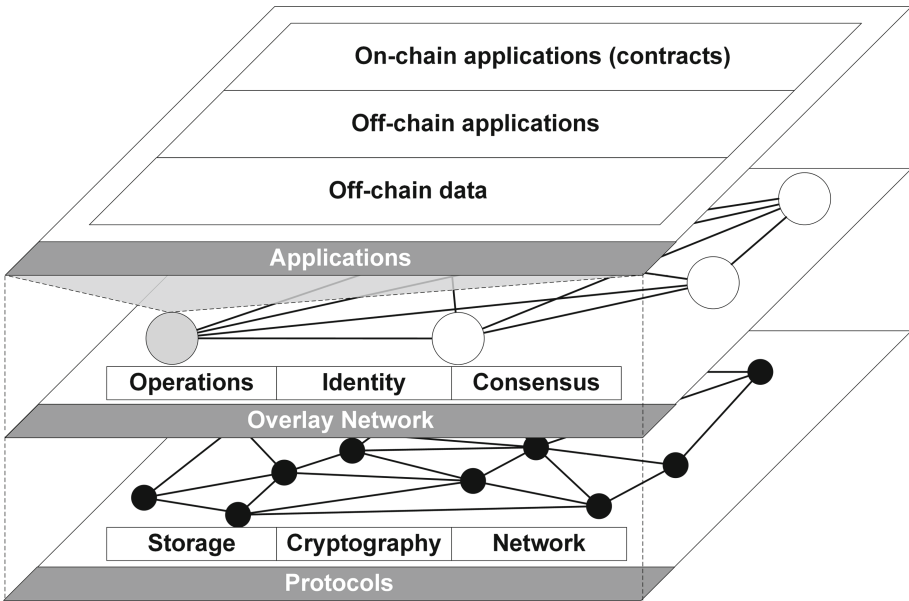 On-chain applications (contracts)
Off-chain applications
Off-chain data
Applications
Operations Identity Consensus
Overlay Network
Storage Cryptography Network
Protocols